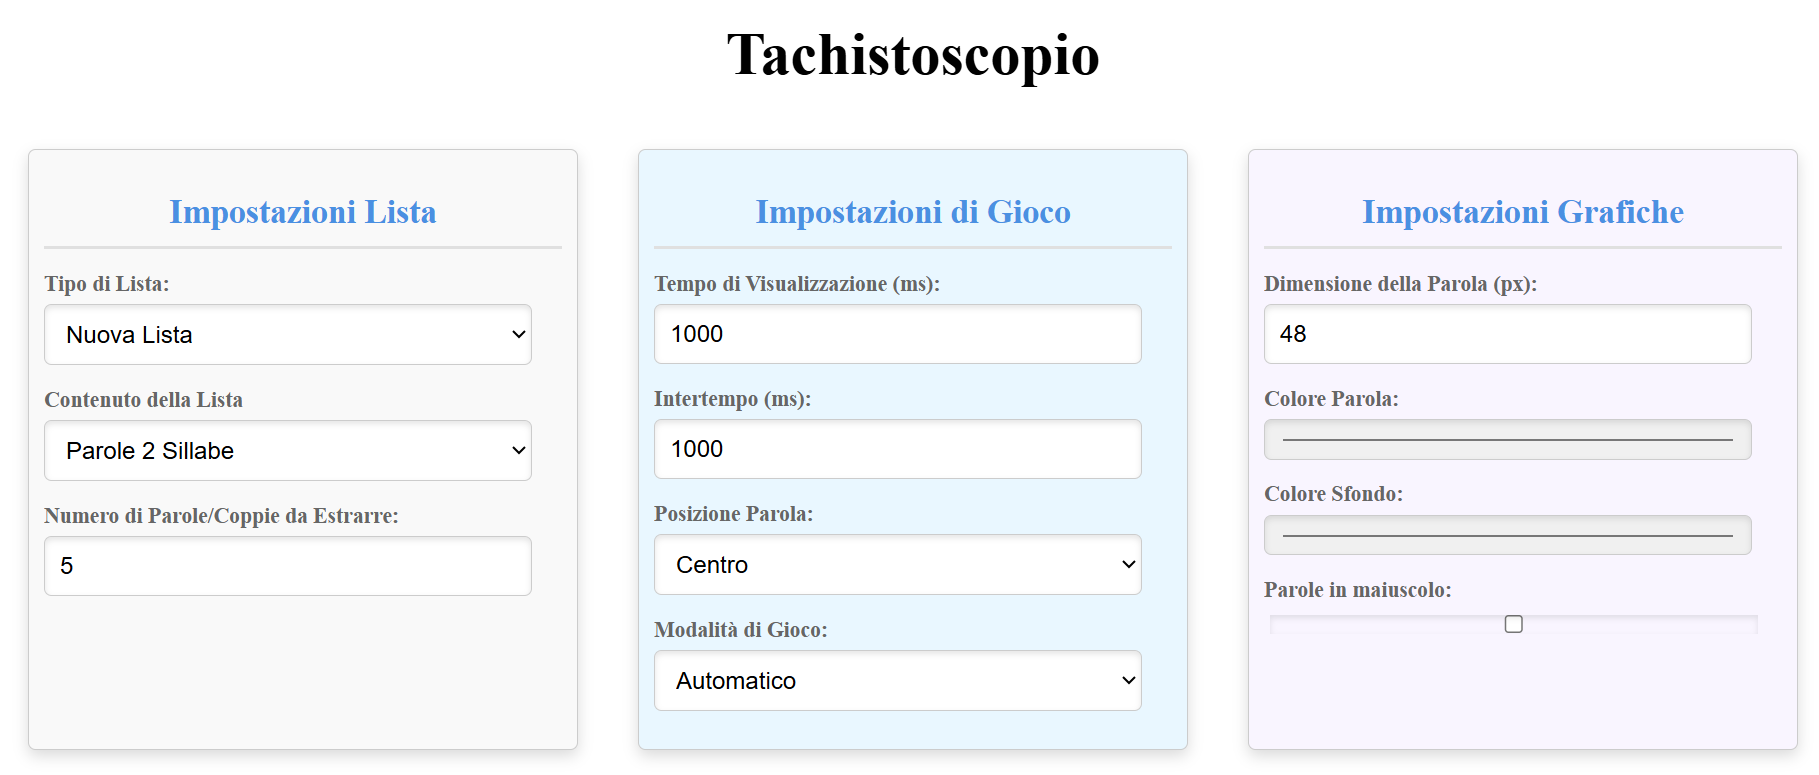 Tachistoscopio
Impostazioni Lista
Tipo di Lista:
Nuova Lista
Contenuto della Lista
Parole 2 Sillabe
Numero di Parole/Coppie da Estrarre:
5
Impostazioni di Gioco
Tempo di Visualizzazione (ms):
1000
Intertempo (ms):
1000
Posizione Parola:
Centro
Modalità di Gioco:
Automatico
Impostazioni Grafiche
Dimensione della Parola (px):
48
Colore Parola:
Colore Sfondo:
Parole in maiuscolo: